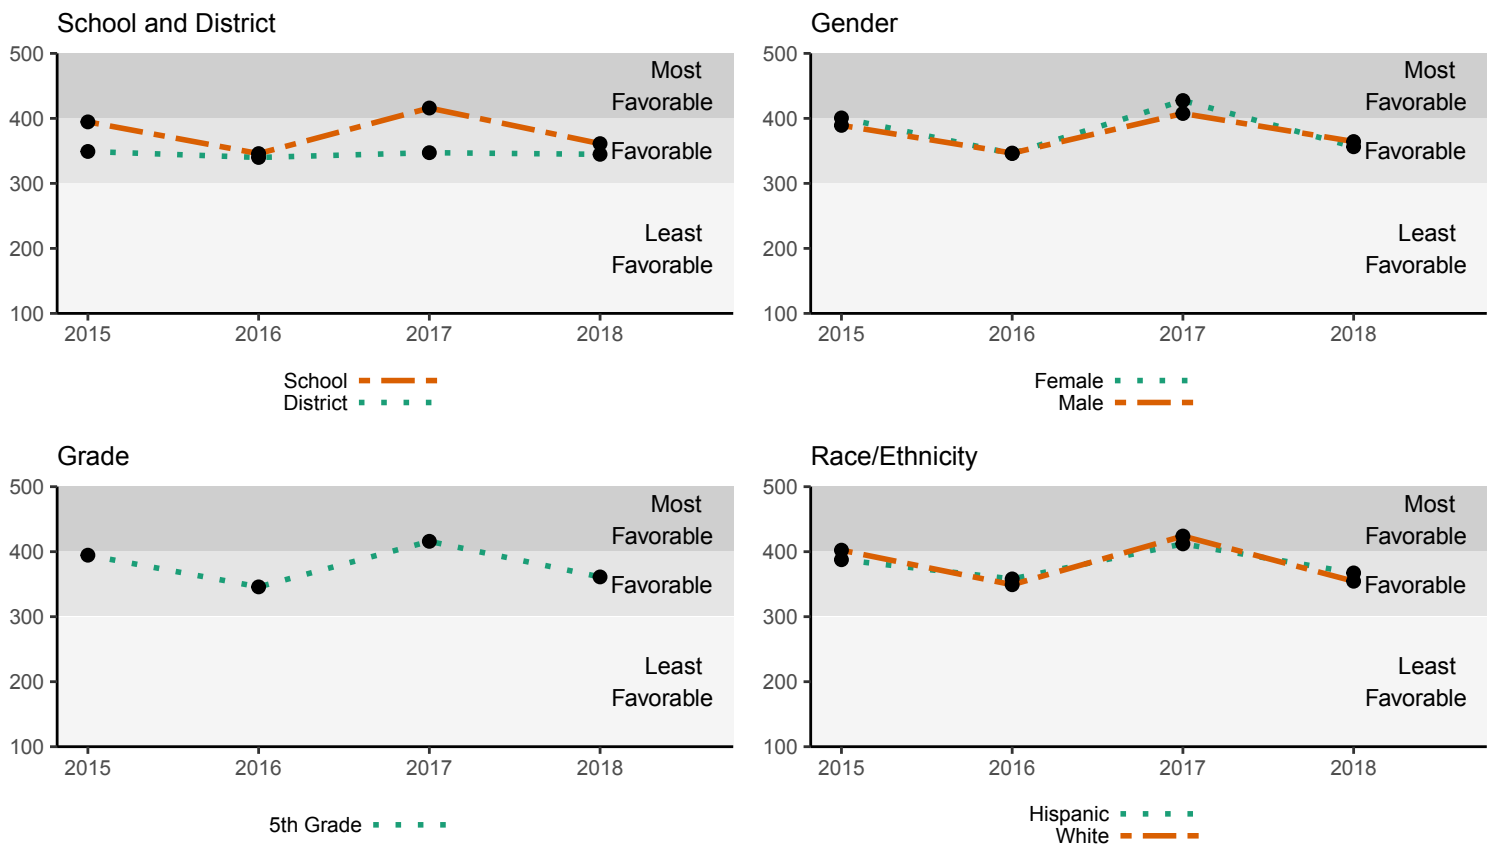 School and District
500
400
300
200
100
Most
Favorable
Favorable
Least
Favorable
2015 2016 2017 2018
School
District
Gender
500
400
300
200
100
Most
Favorable
Favorable
Least
Favorable
2015 2016 2017 2018
Female
Male
Grade
500
400
300
200
100
Most
Favorable
Favorable
Least
Favorable
2015 2016 2017 2018
5th Grade
Race/Ethnicity
500
400
300
200
100
Most
Favorable
Favorable
Least
Favorable
2015 2016 2017 2018
Hispanic
White